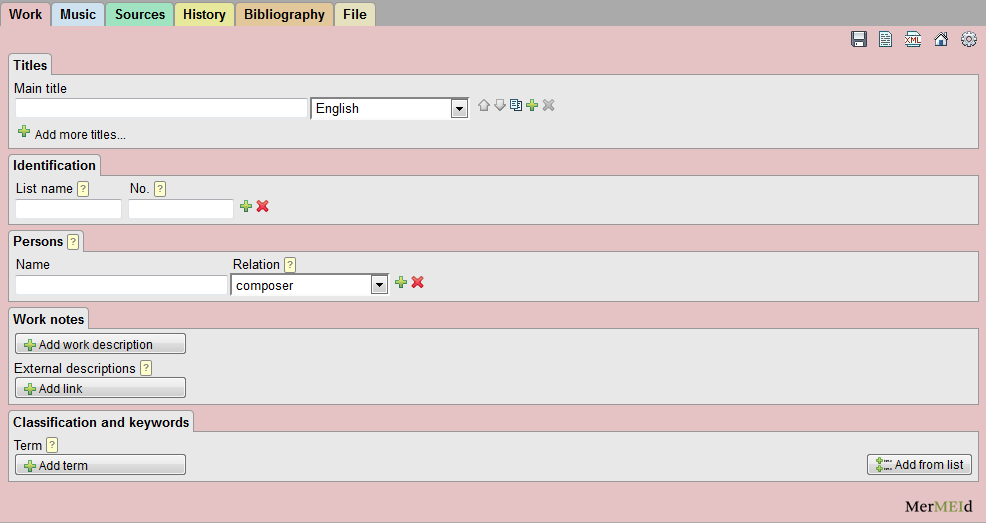 Work Music Sources History Bibliography File
XML
Titles
Main title
English
Add more titles...
Identification
List name ? No. ?
Persons ?
Name Relation ?
composer
Work notes
Add work description
External descriptions ?
Add link
Classification and keywords
Term ?
Add term Add from list
MerMEId